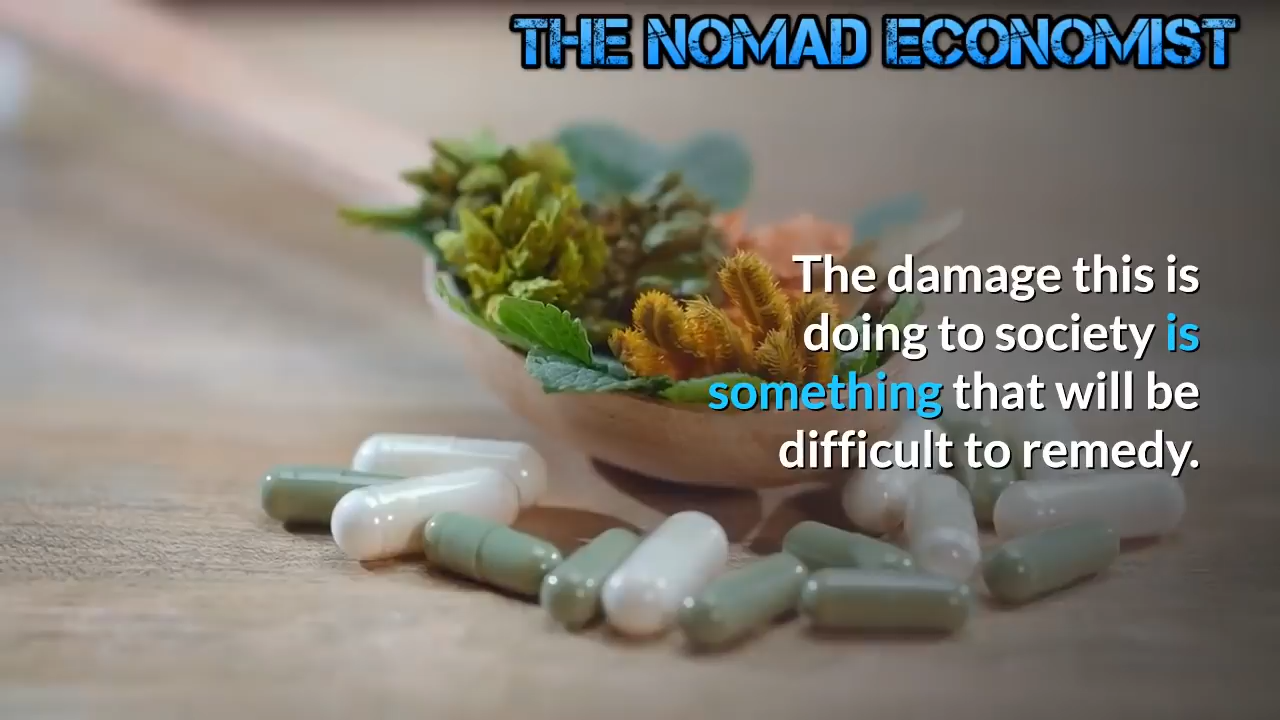 THE NOMAD ECONOMIST
The damage this is
doing to society is
something that will be
difficult to remedy.